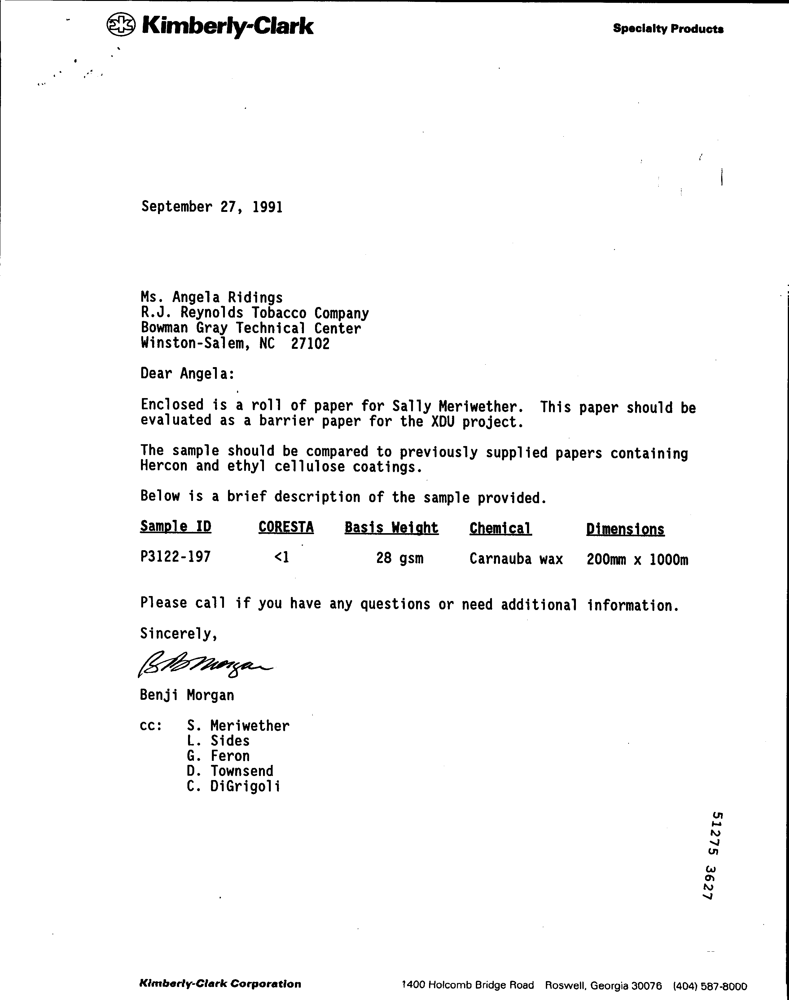 Kimberly-Clark
Specialty Products
September 27, 1991
Ms. Angela Ridings
R.J. Reynolds Tobacco Company
Bowman Gray Technical Center
Winston-Salem, NC 27102
Dear Angela:
Enclosed is a roll of paper for Sally Meriwether. This paper should be
evaluated as a barrier paper for the XDU project.
The sample should be compared to previously supplied papers containing
Hercon and ethyl cellulose coatings.
Below is a brief description of the sample provided.
Sample ID CORESTA Basis Weight Chemical Dimensions
P3122-197 <1 28 gsm Carnauba wax 200mm x 1000m
Please call if you have any questions or need additional information.
Sincerely,
Benji Morgan
cc: S. Meriwether
L. Sides
G. Feron
D. Townsend
C. DiGrigoli
51275 3627
Kimberly-Clark Corporation
1400 Holcomb Bridge Road Roswell, Georgia 30076 (404) 587-8000